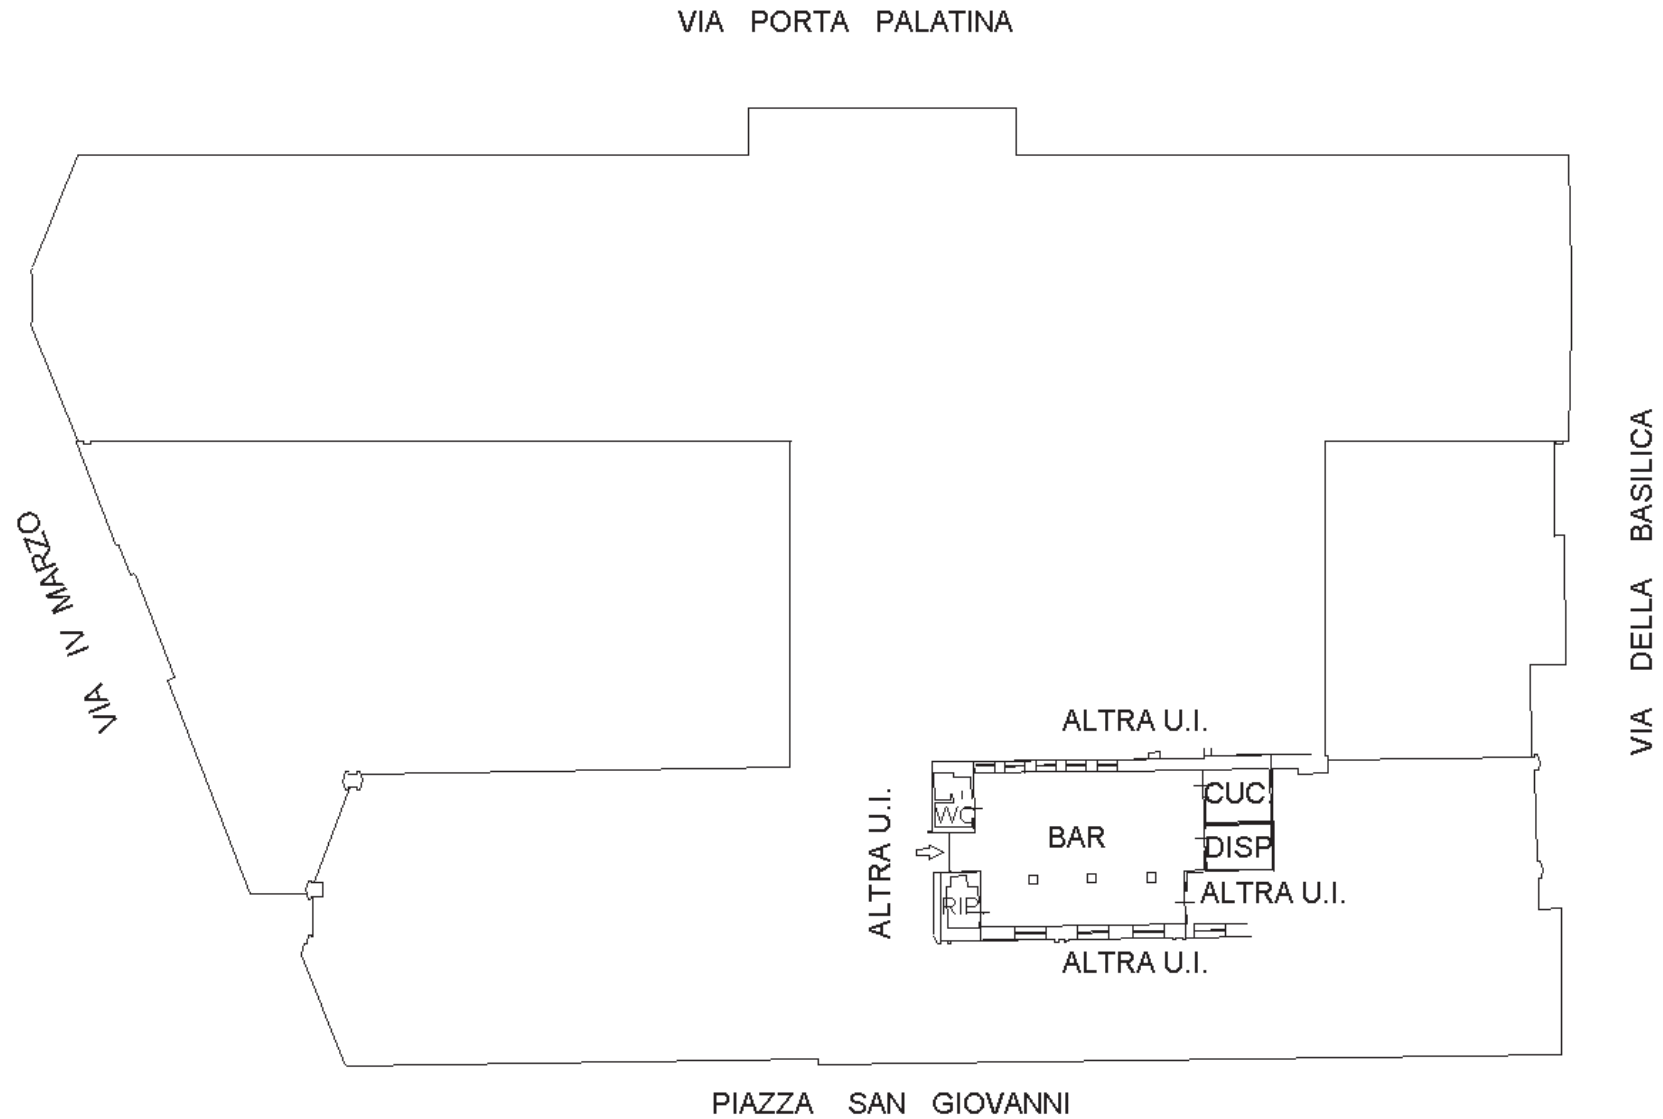 VIA PORTA PALATINA
VIA IV MARZO
VIA DELLA BASILICA
ALTRA U.I.
CUC.
WC
BAR
DISP
ALTRA U.I.
RIP
ALTRA U.I.
ALTRA U.I.
PIAZZA SAN GIOVANNI